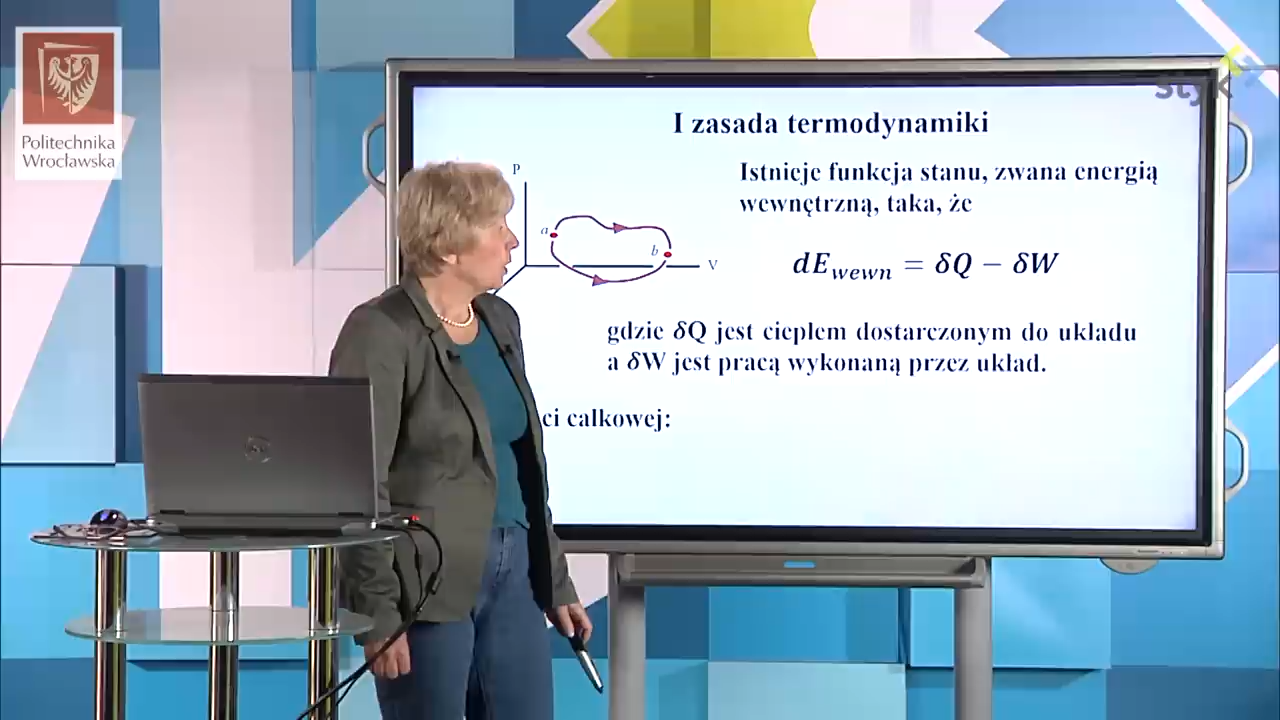 Politechnika
Wrocławska
styk
I zasada termodynamiki
Istnieje funkcja stanu, zwana energią
wewnętrzną, taka, że
P
a
b
V
dE_wewn = δQ − δW
gdzie δQ jest ciepłem dostarczonym do układu
a δW jest pracą wykonaną przez układ.
ci całkowej: